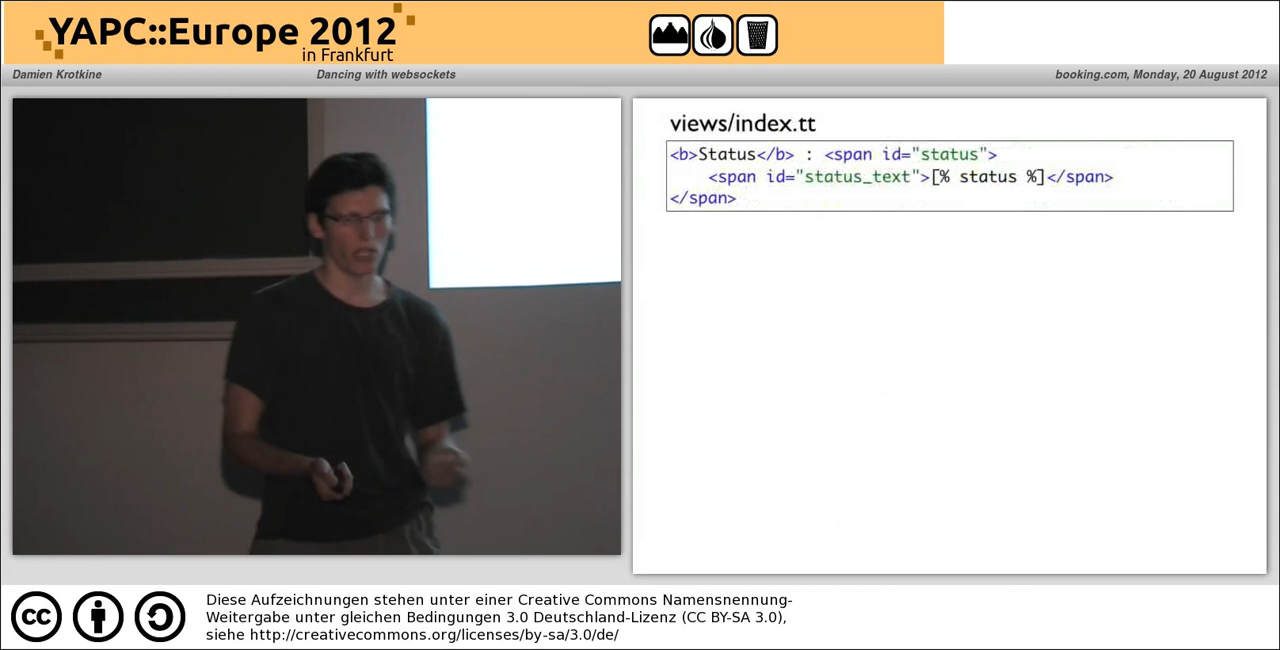 YAPC::Europe 2012
in Frankfurt
Damien Krotkine
Dancing with websockets
booking.com, Monday, 20 August 2012
views/index.tt
<b>Status</b> : <span id="status">
<span id="status_text">[% status %]</span>
</span>
cc
Diese Aufzeichnungen stehen unter einer Creative Commons Namensnennung-
Weitergabe unter gleichen Bedingungen 3.0 Deutschland-Lizenz (CC BY-SA 3.0),
siehe http://creativecommons.org/licenses/by-sa/3.0/de/